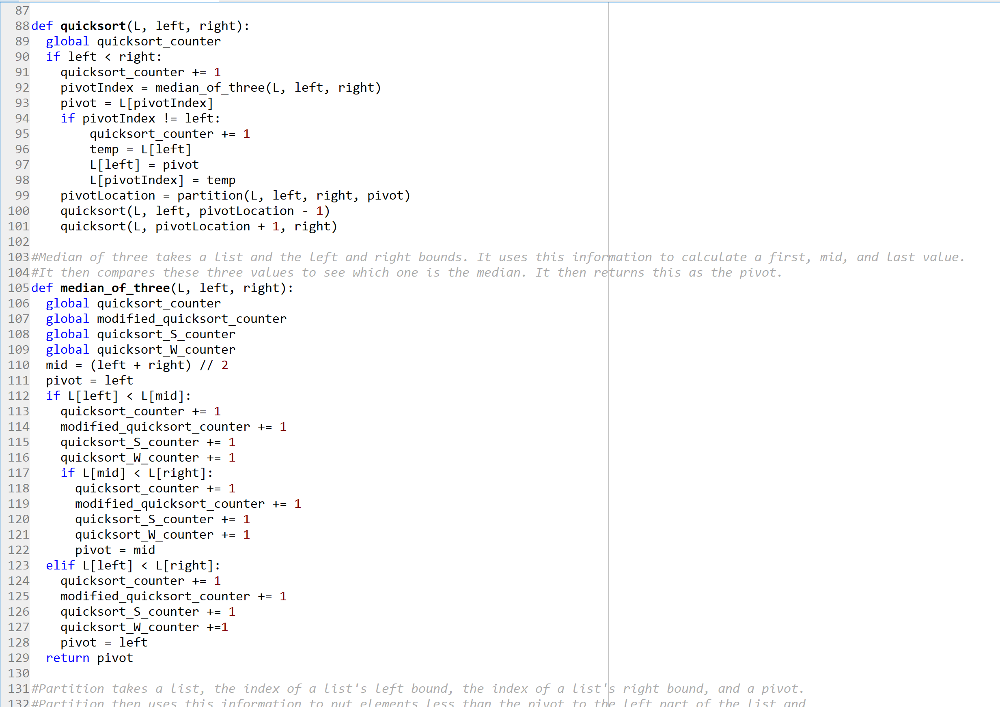 87
88 def quicksort(L, left, right):
89   global quicksort_counter
90   if left < right:
91     quicksort_counter += 1
92     pivotIndex = median_of_three(L, left, right)
93     pivot = L[pivotIndex]
94     if pivotIndex != left:
95         quicksort_counter += 1
96         temp = L[left]
97         L[left] = pivot
98         L[pivotIndex] = temp
99     pivotLocation = partition(L, left, right, pivot)
100     quicksort(L, left, pivotLocation - 1)
101     quicksort(L, pivotLocation + 1, right)
102
103 #Median of three takes a list and the left and right bounds. It uses this information to calculate a first, mid, and last value.
104 #It then compares these three values to see which one is the median. It then returns this as the pivot.
105 def median_of_three(L, left, right):
106   global quicksort_counter
107   global modified_quicksort_counter
108   global quicksort_S_counter
109   global quicksort_W_counter
110   mid = (left + right) // 2
111   pivot = left
112   if L[left] < L[mid]:
113     quicksort_counter += 1
114     modified_quicksort_counter += 1
115     quicksort_S_counter += 1
116     quicksort_W_counter += 1
117     if L[mid] < L[right]:
118       quicksort_counter += 1
119       modified_quicksort_counter += 1
120       quicksort_S_counter += 1
121       quicksort_W_counter += 1
122       pivot = mid
123   elif L[left] < L[right]:
124     quicksort_counter += 1
125     modified_quicksort_counter += 1
126     quicksort_S_counter += 1
127     quicksort_W_counter +=1
128     pivot = left
129   return pivot
130
131 #Partition takes a list, the index of a list's left bound, the index of a list's right bound, and a pivot.
132 #Partition then uses this information to put elements less than the pivot to the left part of the list and